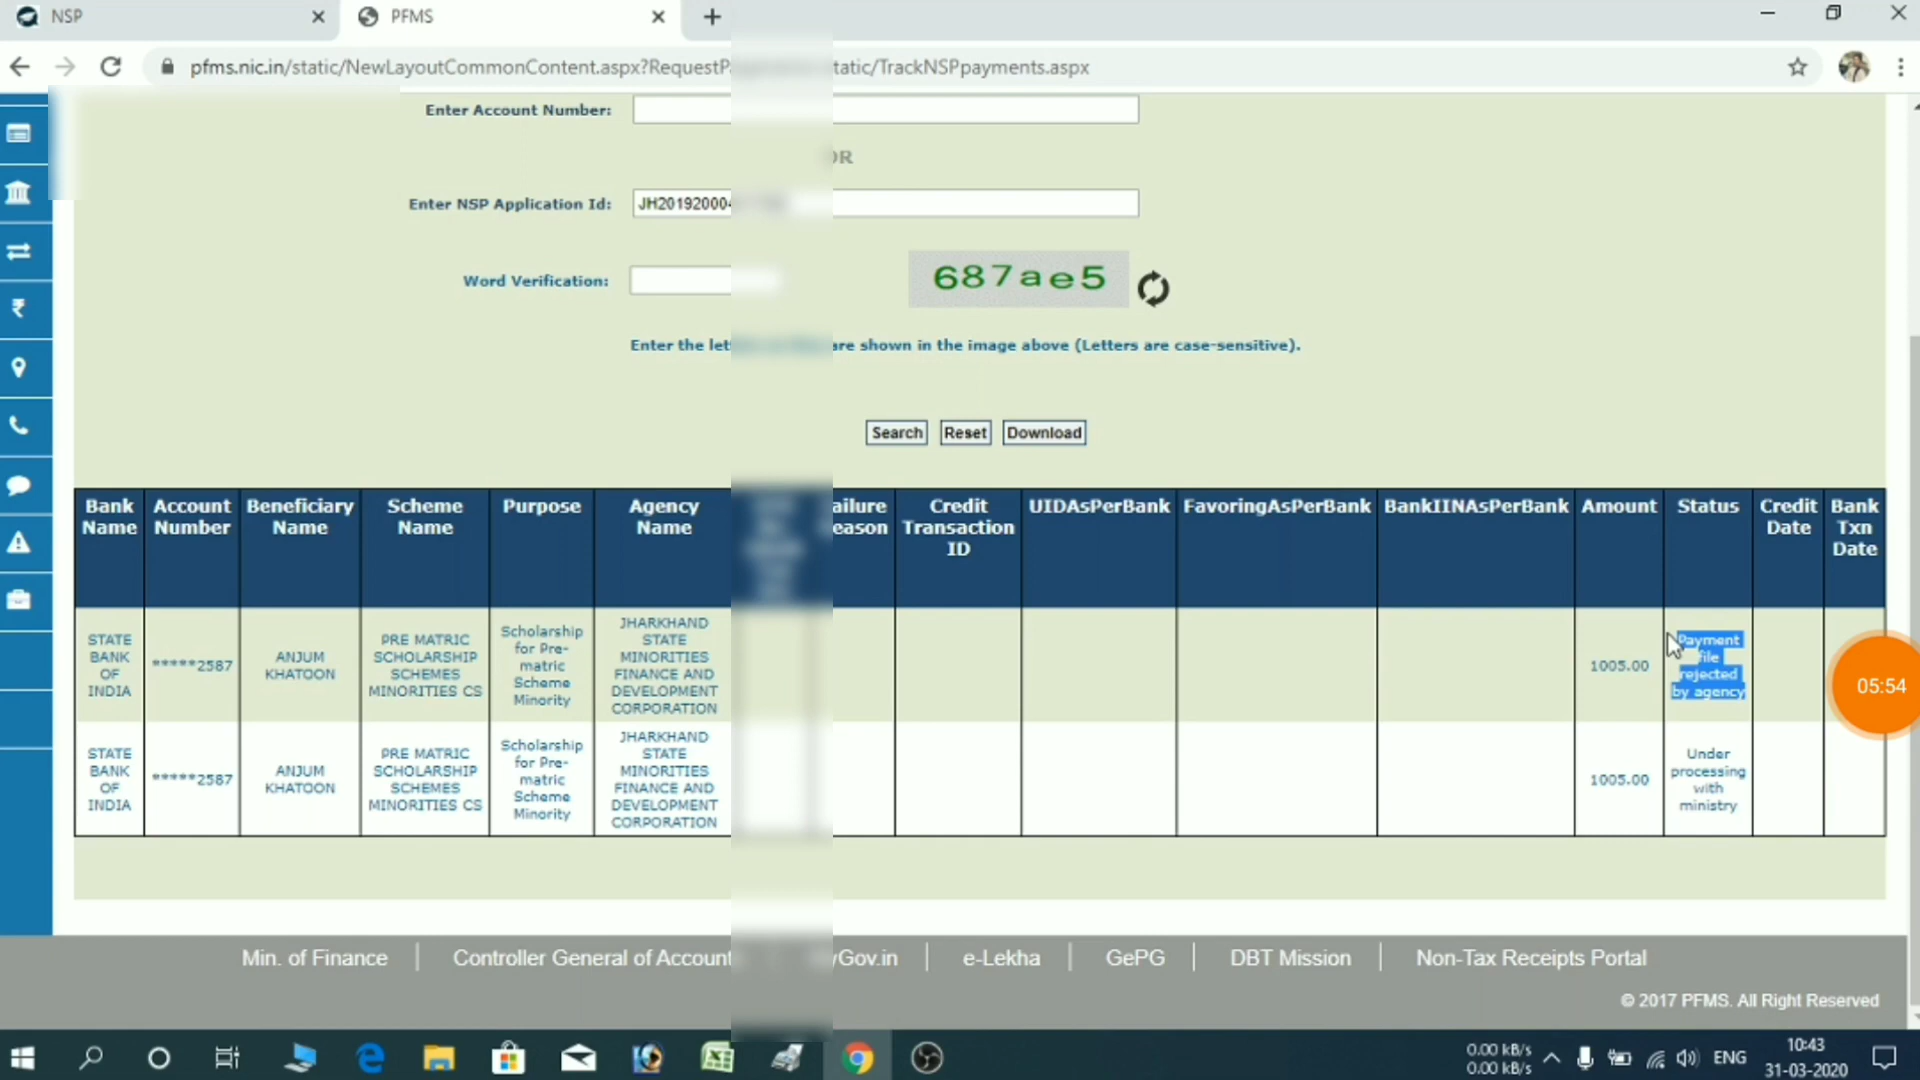 NSP
PFMS
pfms.nic.in/static/NewLayoutCommonContent.aspx?RequestP tatic/TrackNSPpayments.aspx
Enter Account Number:
OR
Enter NSP Application Id: JH20192000
Word Verification: 687ae5
Enter the let are shown in the image above (Letters are case-sensitive).
Search Reset Download
Bank Name Account Number Beneficiary Name Scheme Name Purpose Agency Name ailure eason Credit Transaction ID UIDAsPerBank FavoringAsPerBank BankIINAsPerBank Amount Status Credit Date Bank Txn Date
STATE BANK OF INDIA *****2587 ANJUM KHATOON PRE MATRIC SCHOLARSHIP SCHEMES MINORITIES CS Scholarship for Pre-matric Scheme Minority JHARKHAND STATE MINORITIES FINANCE AND DEVELOPMENT CORPORATION 1005.00 Payment file rejected by agency
05:54
STATE BANK OF INDIA *****2587 ANJUM KHATOON PRE MATRIC SCHOLARSHIP SCHEMES MINORITIES CS Scholarship for Pre-matric Scheme Minority JHARKHAND STATE MINORITIES FINANCE AND DEVELOPMENT CORPORATION 1005.00 Under processing with ministry
Min. of Finance Controller General of Account yGov.in e-Lekha GePG DBT Mission Non-Tax Receipts Portal
© 2017 PFMS. All Right Reserved
0.00 kB/s
0.00 kB/s
ENG
10:43
31-03-2020